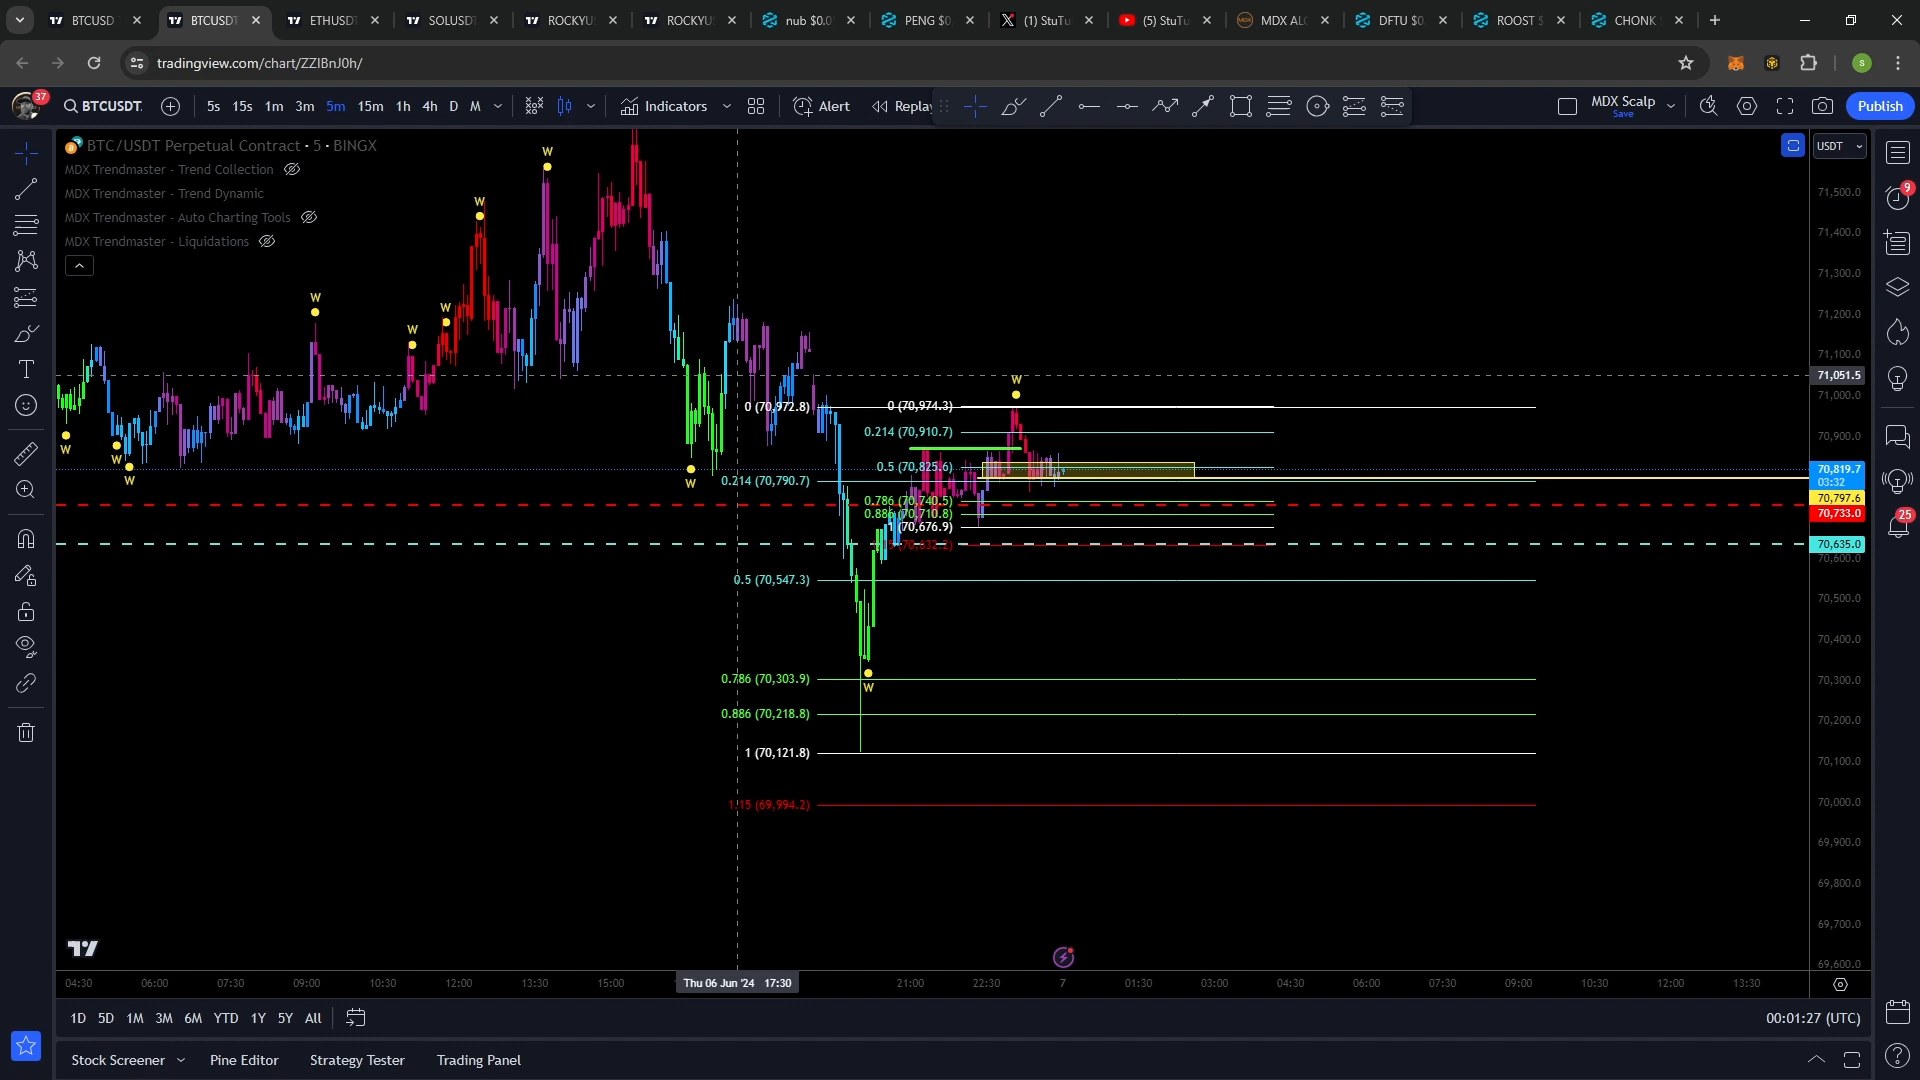 BTCUSD
BTCUSDT
ETHUSDT
SOLUSDT
ROCKYUS
ROCKYUS
nub $0.0
PENG $0.
(1) StuTu
(5) StuTu
MDX ALG
DFTU $0.
ROOST $
CHONK
tradingview.com/chart/ZZIBnJ0h/
S
37
BTCUSDT.
5s
15s
1m
3m
5m
15m
1h
4h
D
M
Indicators
Alert
Replay
MDX Scalp
Save
Publish
BTC/USDT Perpetual Contract · 5 · BINGX
MDX Trendmaster - Trend Collection
MDX Trendmaster - Trend Dynamic
MDX Trendmaster - Auto Charting Tools
MDX Trendmaster - Liquidations
USDT
9
25
W
W
W
W
W
W
W
W
W
W
W
W
0 (70,972.8)
0 (70,974.3)
0.214 (70,910.7)
0.5 (70,825.6)
0.214 (70,790.7)
0.786 (70,740.5)
0.886 (70,710.8)
1 (70,676.9)
0.5 (70,547.3)
0.786 (70,303.9)
0.886 (70,218.8)
1 (70,121.8)
1.15 (69,994.2)
71,500.0
71,400.0
71,300.0
71,200.0
71,100.0
71,051.5
71,000.0
70,900.0
70,819.7
03:32
70,797.6
70,733.0
70,635.0
70,600.0
70,500.0
70,400.0
70,300.0
70,200.0
70,100.0
70,000.0
69,900.0
69,800.0
69,700.0
69,600.0
04:30
06:00
07:30
09:00
10:30
12:00
13:30
15:00
Thu 06 Jun '24 17:30
21:00
22:30
7
01:30
03:00
04:30
06:00
07:30
09:00
10:30
12:00
13:30
1D
5D
1M
3M
6M
YTD
1Y
5Y
All
00:01:27 (UTC)
Stock Screener
Pine Editor
Strategy Tester
Trading Panel